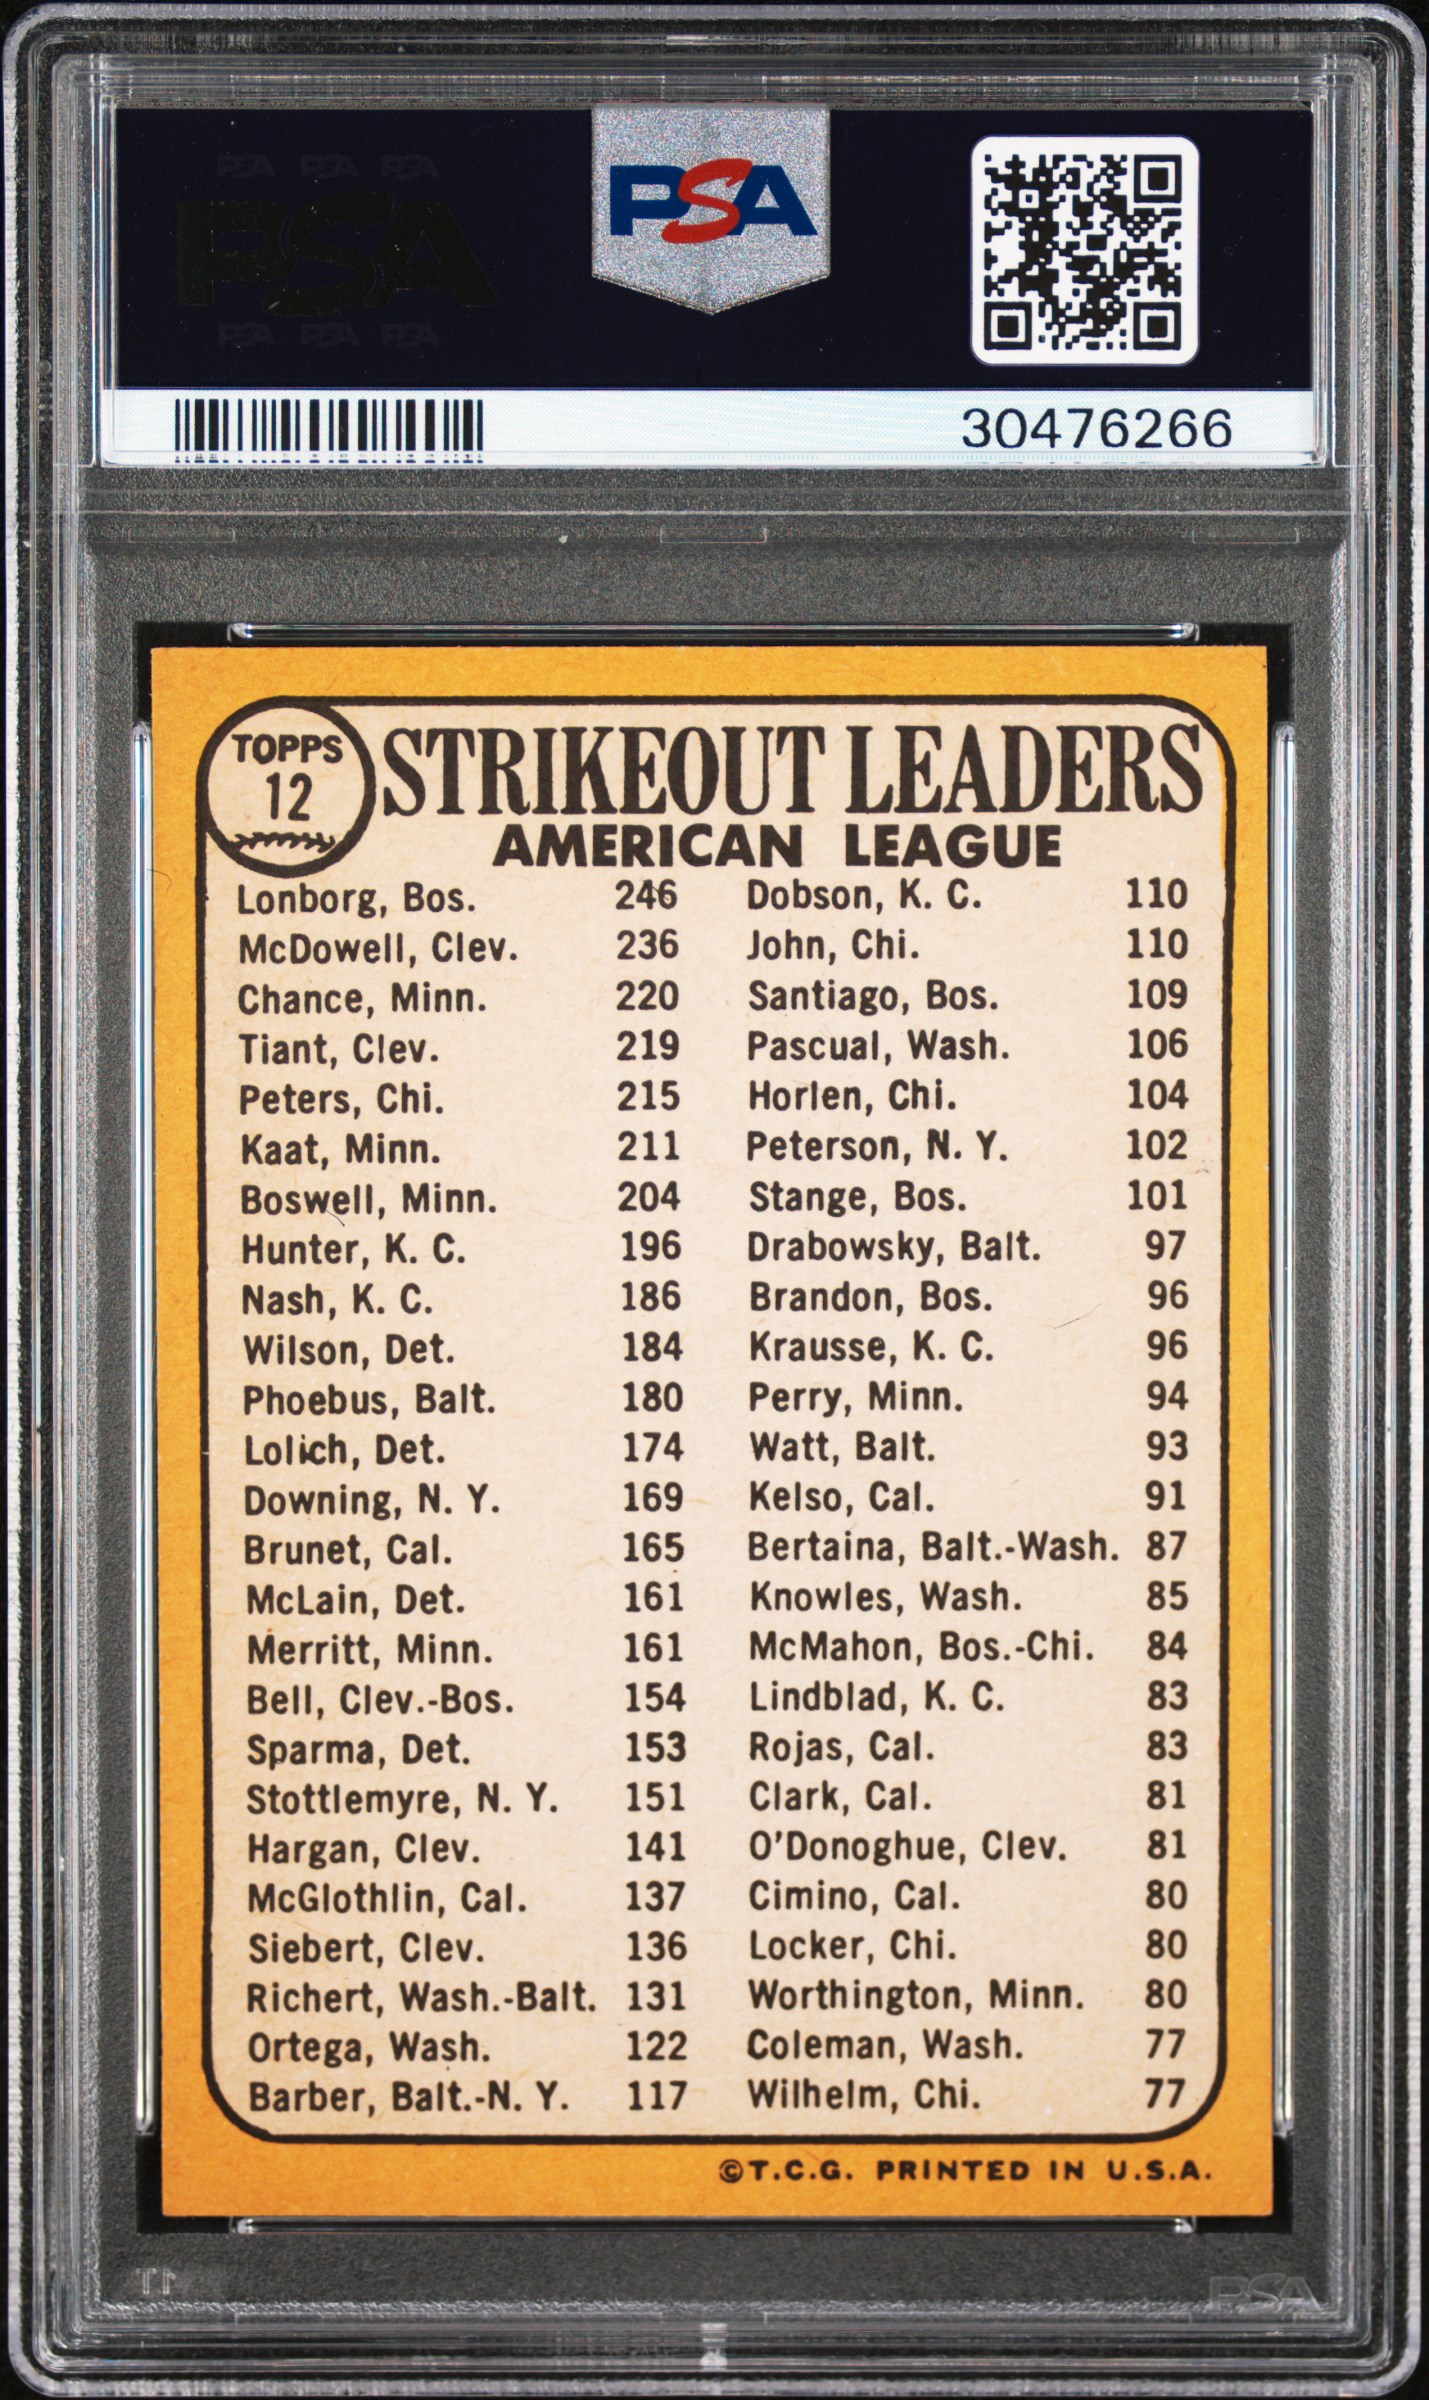 PSA PSA PSA
PSA
PSA PSA PSA
PSA
30476266
TOPPS
12
STRIKEOUT LEADERS
AMERICAN LEAGUE
Lonborg, Bos. 246
McDowell, Clev. 236
Chance, Minn. 220
Tiant, Clev. 219
Peters, Chi. 215
Kaat, Minn. 211
Boswell, Minn. 204
Hunter, K. C. 196
Nash, K. C. 186
Wilson, Det. 184
Phoebus, Balt. 180
Lolich, Det. 174
Downing, N. Y. 169
Brunet, Cal. 165
McLain, Det. 161
Merritt, Minn. 161
Bell, Clev.-Bos. 154
Sparma, Det. 153
Stottlemyre, N. Y. 151
Hargan, Clev. 141
McGlothlin, Cal. 137
Siebert, Clev. 136
Richert, Wash.-Balt. 131
Ortega, Wash. 122
Barber, Balt.-N. Y. 117
Dobson, K. C. 110
John, Chi. 110
Santiago, Bos. 109
Pascual, Wash. 106
Horlen, Chi. 104
Peterson, N. Y. 102
Stange, Bos. 101
Drabowsky, Balt. 97
Brandon, Bos. 96
Krausse, K. C. 96
Perry, Minn. 94
Watt, Balt. 93
Kelso, Cal. 91
Bertaina, Balt.-Wash. 87
Knowles, Wash. 85
McMahon, Bos.-Chi. 84
Lindblad, K. C. 83
Rojas, Cal. 83
Clark, Cal. 81
O'Donoghue, Clev. 81
Cimino, Cal. 80
Locker, Chi. 80
Worthington, Minn. 80
Coleman, Wash. 77
Wilhelm, Chi. 77
©T.C.G. PRINTED IN U.S.A.
PSA